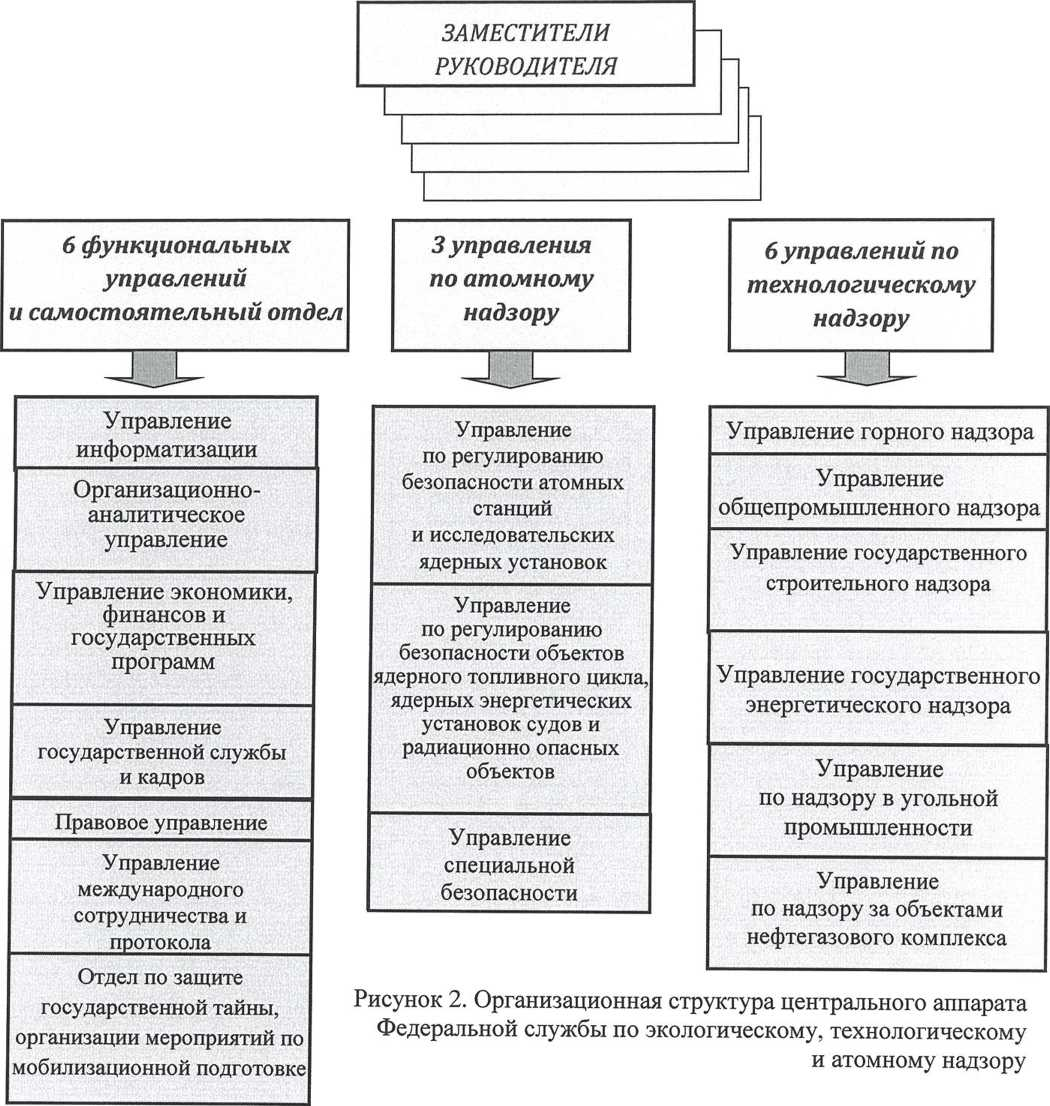 ЗАМЕСТИТЕЛИ
РУКОВОДИТЕЛЯ
6 функциональных
управлений
и самостоятельный отдел
3 управления
по атомному
надзору
6 управлений по
технологическому
надзору
Управление
информатизации
Организационно-
аналитическое
управление
Управление экономики,
финансов и
государственных
программ
Управление
государственной службы
и кадров
Правовое управление
Управление
международного
сотрудничества и
протокола
Отдел по защите
государственной тайны,
организации мероприятий по
мобилизационной подготовке
Управление
по регулированию
безопасности атомных
станций
и исследовательских
ядерных установок
Управление
по регулированию
безопасности объектов
ядерного топливного цикла,
ядерных энергетических
установок судов и
радиационно опасных
объектов
Управление
специальной
безопасности
Управление горного надзора
Управление
общепромышленного надзора
Управление государственного
строительного надзора
Управление государственного
энергетического надзора
Управление
по надзору в угольной
промышленности
Управление
по надзору за объектами
нефтегазового комплекса
Рисунок 2. Организационная структура центрального аппарата
Федеральной службы по экологическому, технологическому
и атомному надзору